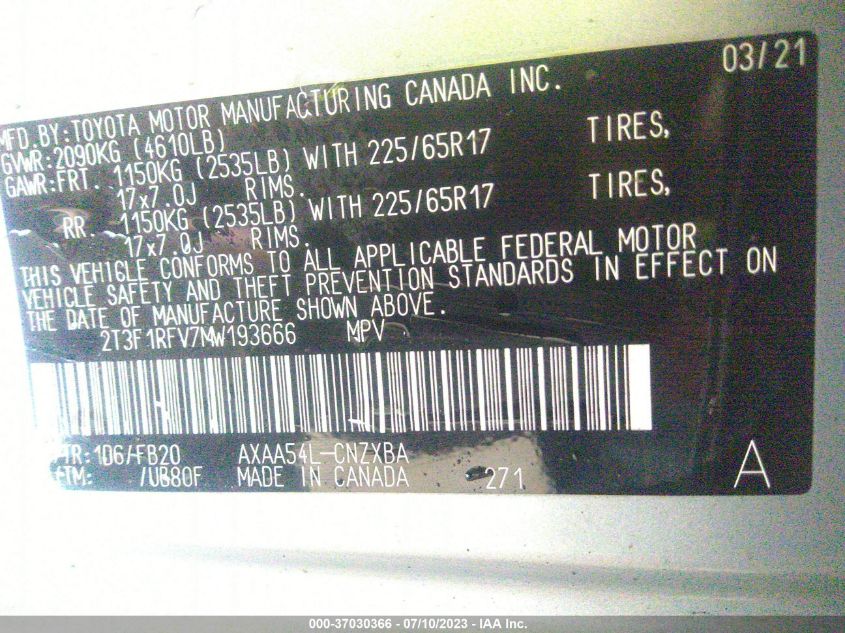 03/21
MFD.BY:TOYOTA MOTOR MANUFACTURING CANADA INC.
GVWR:2090KG (4610LB)
GAWR:FRT. 1150KG (2535LB) WITH 225/65R17 TIRES,
17x7.0J RIMS.
RR. 1150KG (2535LB) WITH 225/65R17 TIRES,
17x7.0J RIMS.
THIS VEHICLE CONFORMS TO ALL APPLICABLE FEDERAL MOTOR
VEHICLE SAFETY AND THEFT PREVENTION STANDARDS IN EFFECT ON
THE DATE OF MANUFACTURE SHOWN ABOVE.
2T3F1RFV7MW193666 MPV
/TR:1D6/FB20 AXAA54L-CNZXBA
TM: /UB80F MADE IN CANADA 271 A
000-37030366 - 07/10/2023 - IAA Inc.